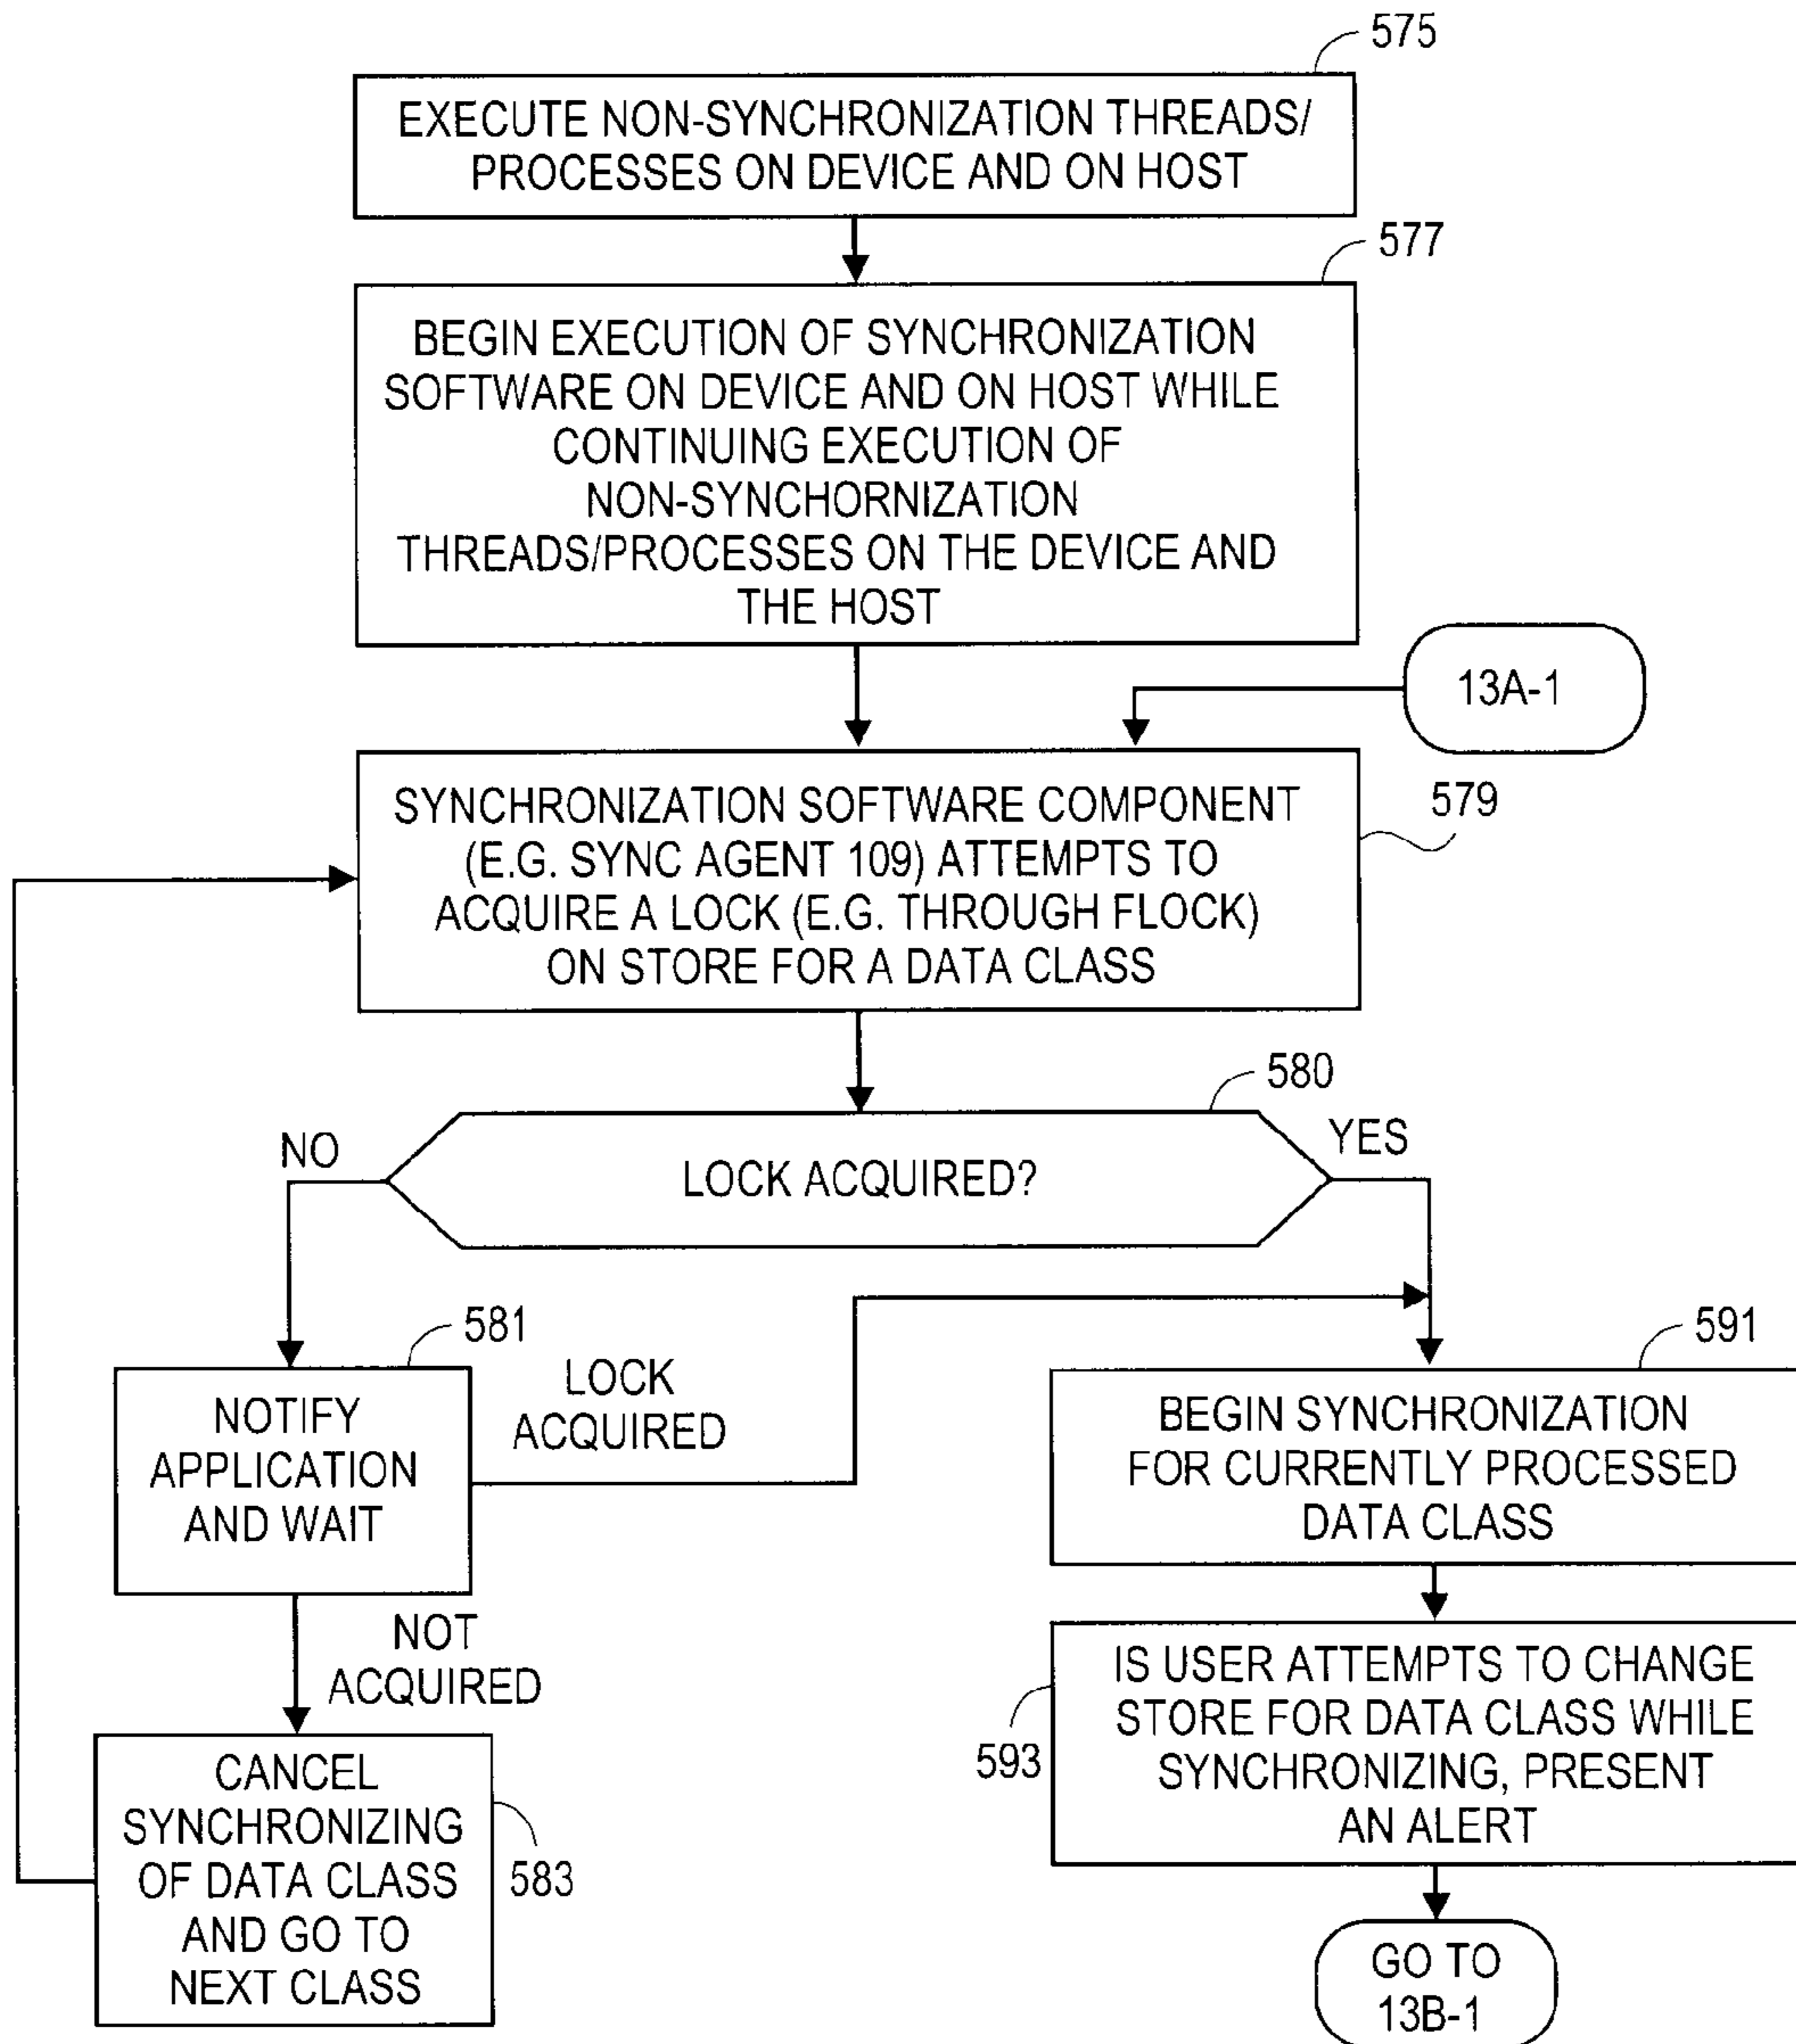 575
EXECUTE NON-SYNCHRONIZATION THREADS/
PROCESSES ON DEVICE AND ON HOST
577
BEGIN EXECUTION OF SYNCHRONIZATION
SOFTWARE ON DEVICE AND ON HOST WHILE
CONTINUING EXECUTION OF
NON-SYNCHORNIZATION
THREADS/PROCESSES ON THE DEVICE AND
THE HOST
13A-1
579
SYNCHRONIZATION SOFTWARE COMPONENT
(E.G. SYNC AGENT 109) ATTEMPTS TO
ACQUIRE A LOCK (E.G. THROUGH FLOCK)
ON STORE FOR A DATA CLASS
580
NO
LOCK ACQUIRED?
YES
581
NOTIFY
APPLICATION
AND WAIT
LOCK
ACQUIRED
591
BEGIN SYNCHRONIZATION
FOR CURRENTLY PROCESSED
DATA CLASS
NOT
ACQUIRED
593
IS USER ATTEMPTS TO CHANGE
STORE FOR DATA CLASS WHILE
SYNCHRONIZING, PRESENT
AN ALERT
CANCEL
SYNCHRONIZING
OF DATA CLASS
AND GO TO
NEXT CLASS
583
GO TO
13B-1